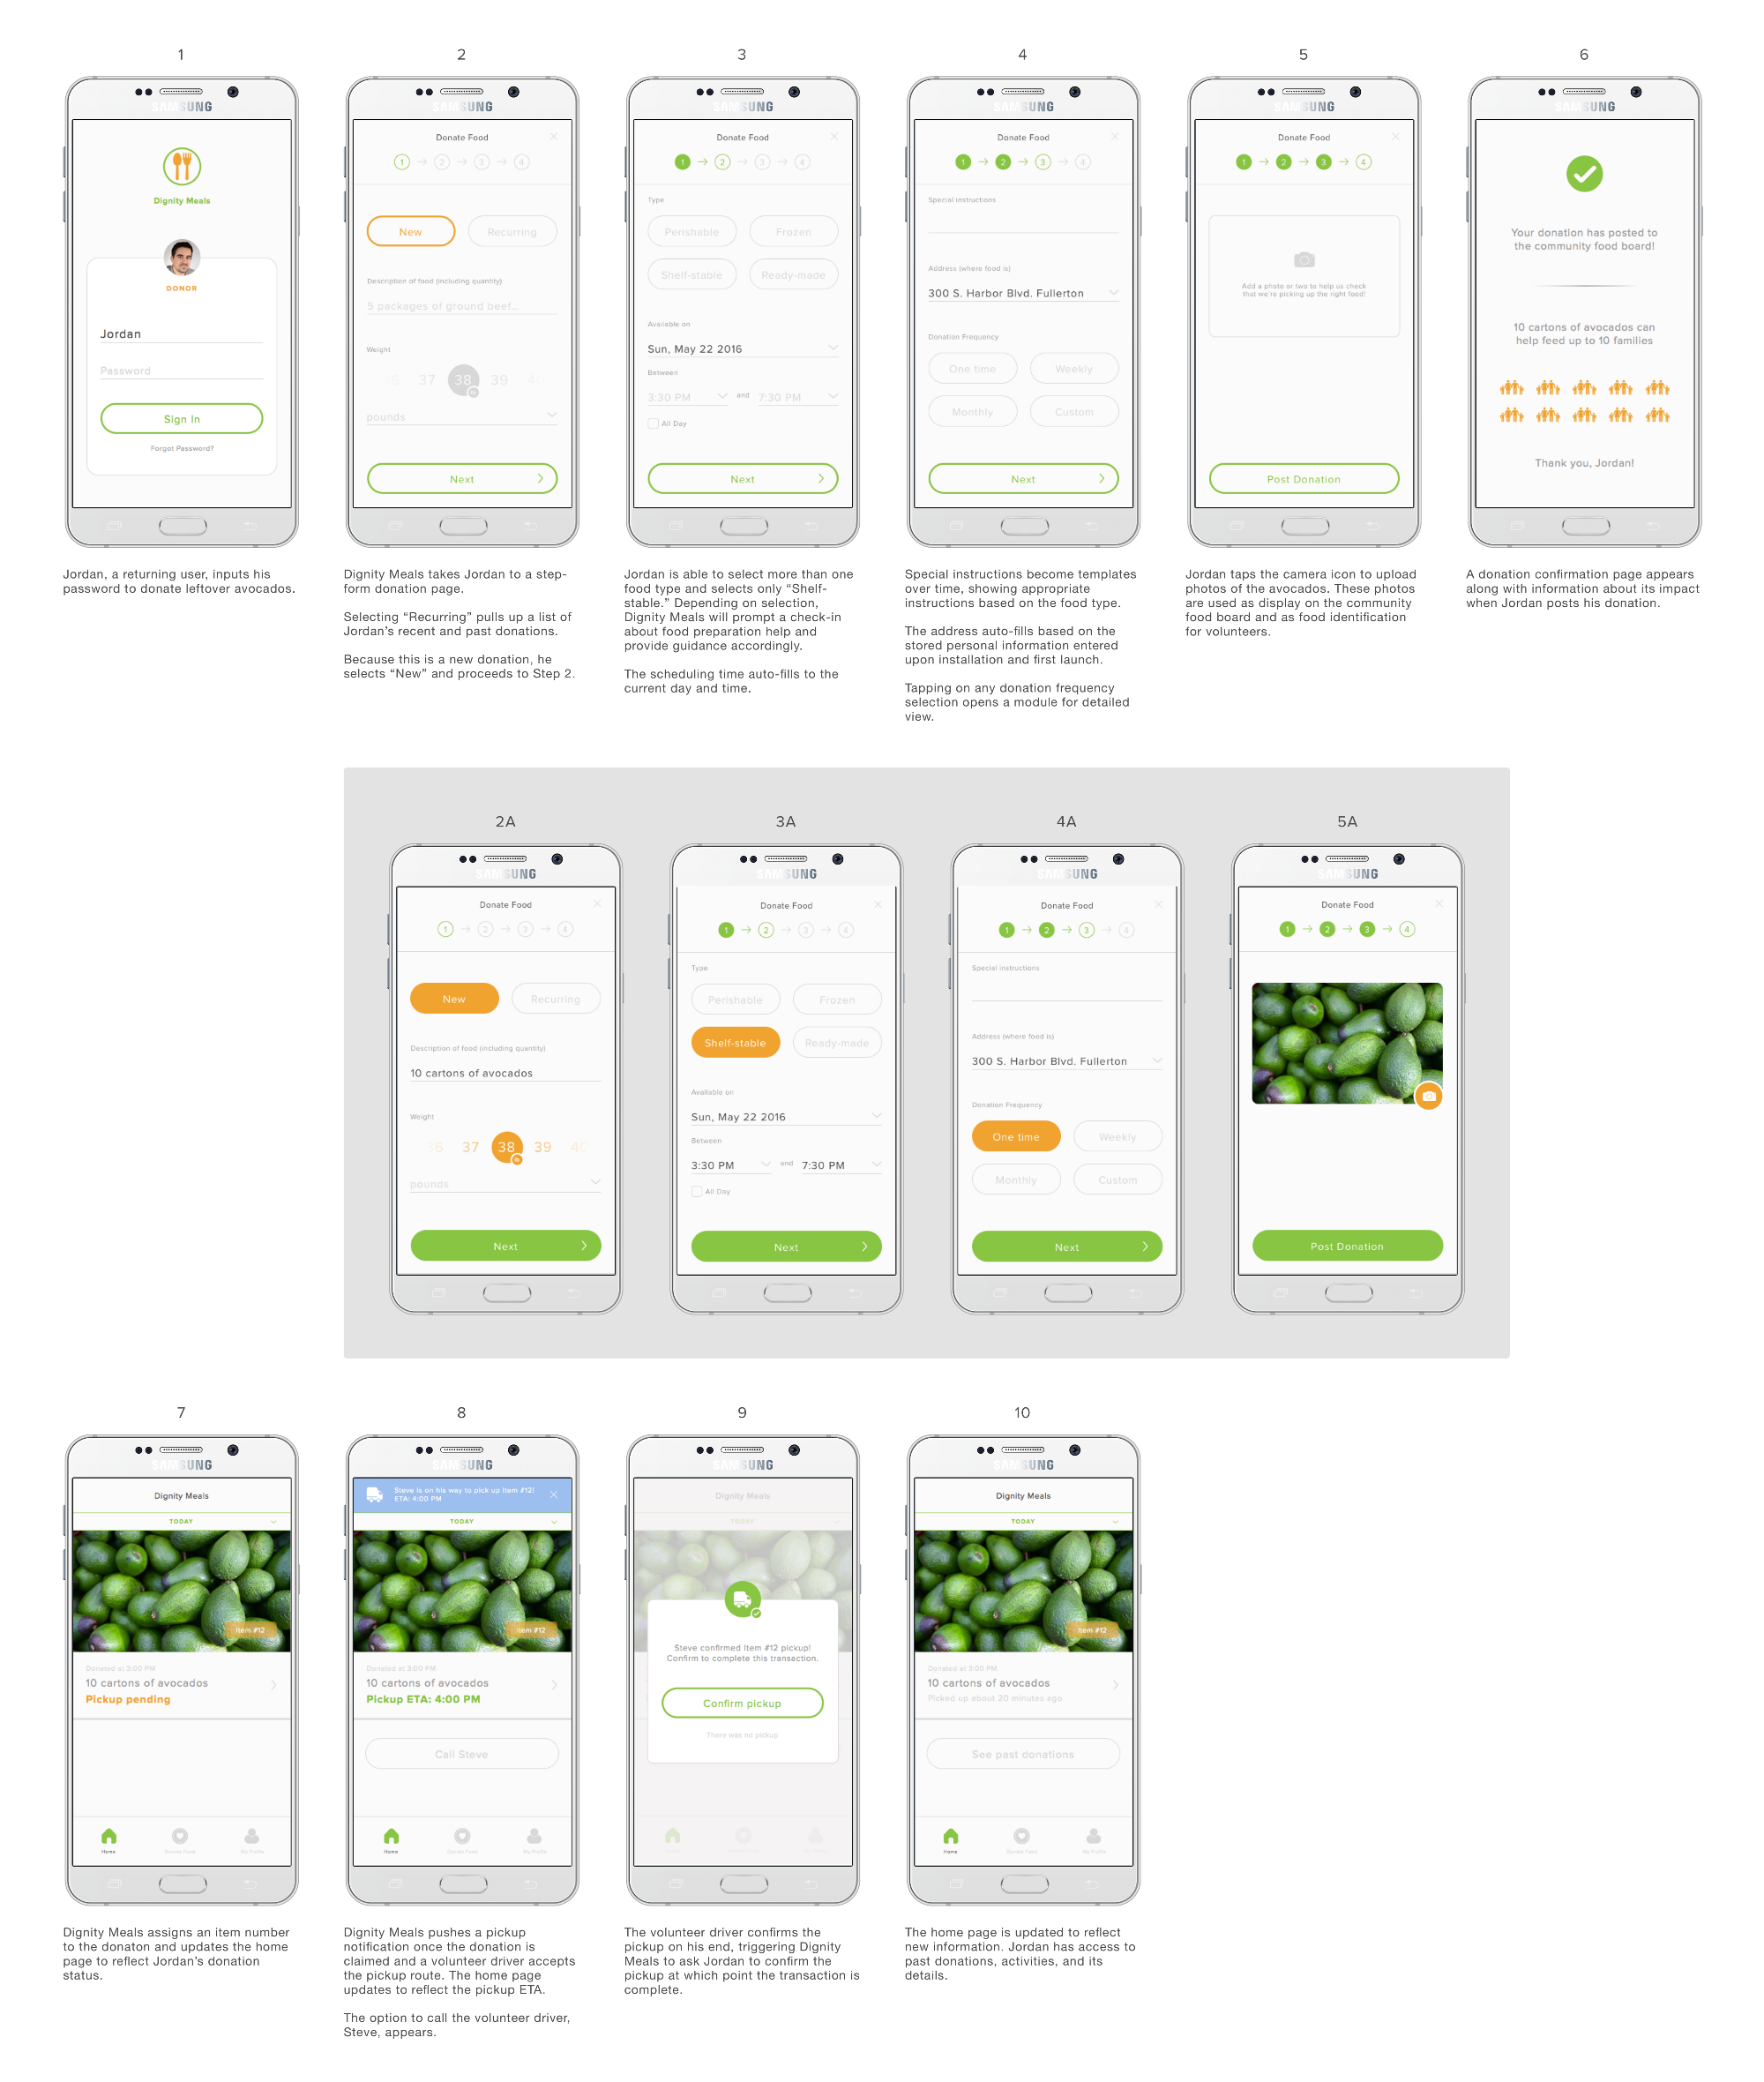 1
2
3
4
5
6
SAMSUNG
Dignity Meals
DONOR
Jordan
Password
Sign In
Forgot Password?
SAMSUNG
Donate Food
1 2 3 4
New Recurring
Description of food (including quantity)
5 packages of ground beef...
Weight
36 37 38 39 40
pounds
Next
SAMSUNG
Donate Food
1 2 3 4
Type
Perishable Frozen
Shelf-stable Ready-made
Available on
Sun, May 22 2016
Between
3:30 PM and 7:30 PM
All Day
Next
SAMSUNG
Donate Food
1 2 3 4
Special instructions
Address (where food is)
300 S. Harbor Blvd. Fullerton
Donation Frequency
One time Weekly
Monthly Custom
Next
SAMSUNG
Donate Food
1 2 3 4
Add a photo or two to help us check
that we're picking up the right food!
Post Donation
SAMSUNG
Your donation has posted to
the community food board!
10 cartons of avocados can
help feed up to 10 families
Thank you, Jordan!
Jordan, a returning user, inputs his
password to donate leftover avocados.
Dignity Meals takes Jordan to a step-
form donation page.
Selecting “Recurring” pulls up a list of
Jordan’s recent and past donations.
Because this is a new donation, he
selects “New” and proceeds to Step 2.
Jordan is able to select more than one
food type and selects only “Shelf-
stable.” Depending on selection,
Dignity Meals will prompt a check-in
about food preparation help and
provide guidance accordingly.
The scheduling time auto-fills to the
current day and time.
Special instructions become templates
over time, showing appropriate
instructions based on the food type.
The address auto-fills based on the
stored personal information entered
upon installation and first launch.
Tapping on any donation frequency
selection opens a module for detailed
view.
Jordan taps the camera icon to upload
photos of the avocados. These photos
are used as display on the community
food board and as food identification
for volunteers.
A donation confirmation page appears
along with information about its impact
when Jordan posts his donation.
2A
3A
4A
5A
SAMSUNG
Donate Food
1 2 3 4
New Recurring
Description of food (including quantity)
10 cartons of avocados
Weight
36 37 38 39 40
pounds
Next
SAMSUNG
Donate Food
1 2 3 4
Type
Perishable Frozen
Shelf-stable Ready-made
Available on
Sun, May 22 2016
Between
3:30 PM and 7:30 PM
All Day
Next
SAMSUNG
Donate Food
1 2 3 4
Special instructions
Address (where food is)
300 S. Harbor Blvd. Fullerton
Donation Frequency
One time Weekly
Monthly Custom
Next
SAMSUNG
Donate Food
1 2 3 4
Post Donation
7
8
9
10
SAMSUNG
Dignity Meals
TODAY
Item #12
Donated at 3:00 PM
10 cartons of avocados
Pickup pending
Home Donate Food My Profile
SAMSUNG
Steve is on his way to pick up Item #12!
ETA: 4:00 PM
TODAY
Item #12
Donated at 3:00 PM
10 cartons of avocados
Pickup ETA: 4:00 PM
Call Steve
Home Donate Food My Profile
SAMSUNG
Dignity Meals
TODAY
Steve confirmed Item #12 pickup!
Confirm to complete this transaction.
Confirm pickup
There was no pickup
SAMSUNG
Dignity Meals
TODAY
Item #12
Donated at 3:00 PM
10 cartons of avocados
Picked up about 20 minutes ago
See past donations
Home Donate Food My Profile
Dignity Meals assigns an item number
to the donaton and updates the home
page to reflect Jordan’s donation
status.
Dignity Meals pushes a pickup
notification once the donation is
claimed and a volunteer driver accepts
the pickup route. The home page
updates to reflect the pickup ETA.
The option to call the volunteer driver,
Steve, appears.
The volunteer driver confirms the
pickup on his end, triggering Dignity
Meals to ask Jordan to confirm the
pickup at which point the transaction is
complete.
The home page is updated to reflect
new information. Jordan has access to
past donations, activities, and its
details.